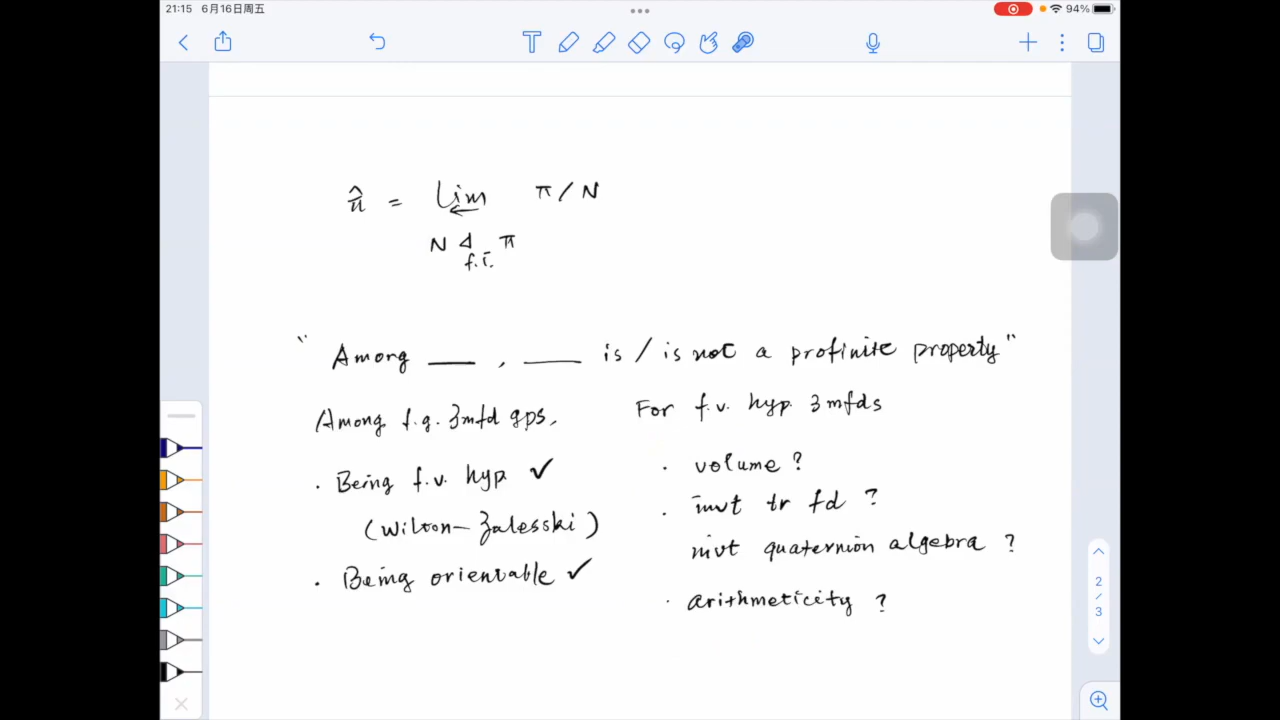 21:15 6月16日周五
94%
π̂ = lim π/N
N ◁ π
f.i.
" Among ___ , ___ is / is not a profinite property "
Among f.g. 3mfd gps,
· Being f.v. hyp ✓
(Wilton-Zalesski)
· Being orientable ✓
For f.v. hyp 3mfds
· volume ?
· invt tr fd ?
invt quaternion algebra ?
· arithmeticity ?
2
/
3